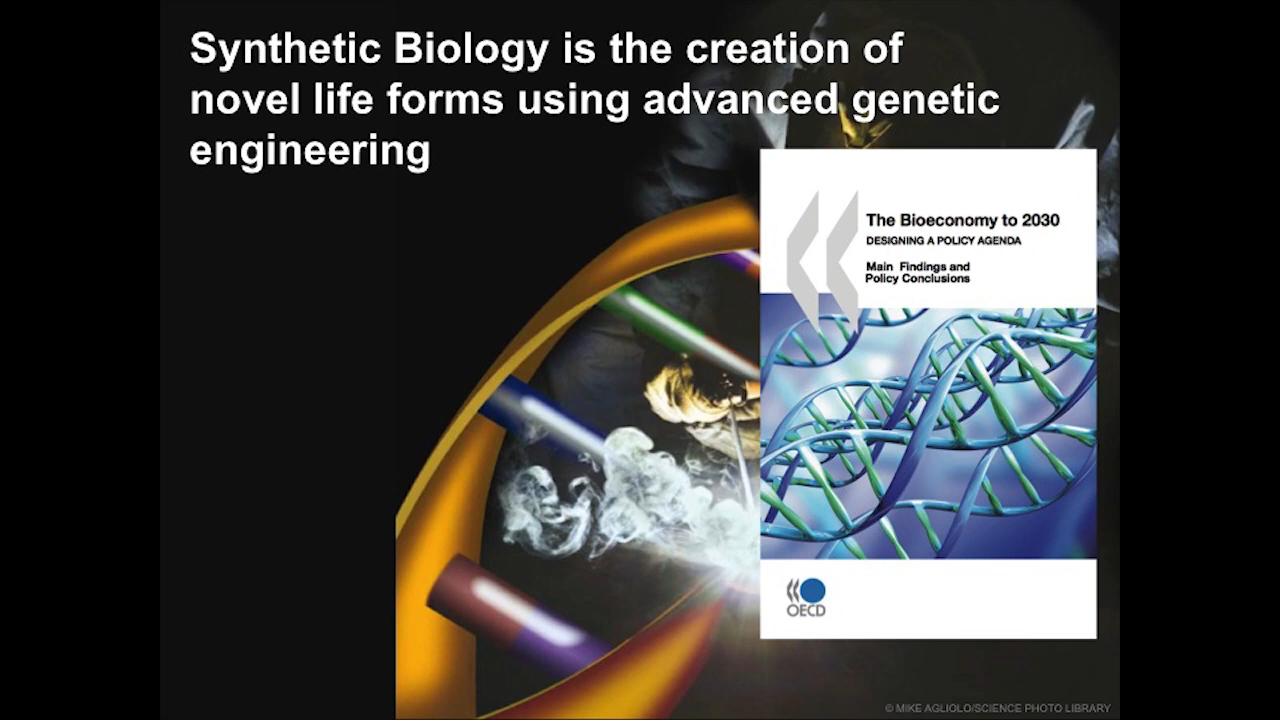 Synthetic Biology is the creation of
novel life forms using advanced genetic
engineering
The Bioeconomy to 2030
DESIGNING A POLICY AGENDA
Main Findings and
Policy Conclusions
OECD
© MIKE AGLIOLO/SCIENCE PHOTO LIBRARY